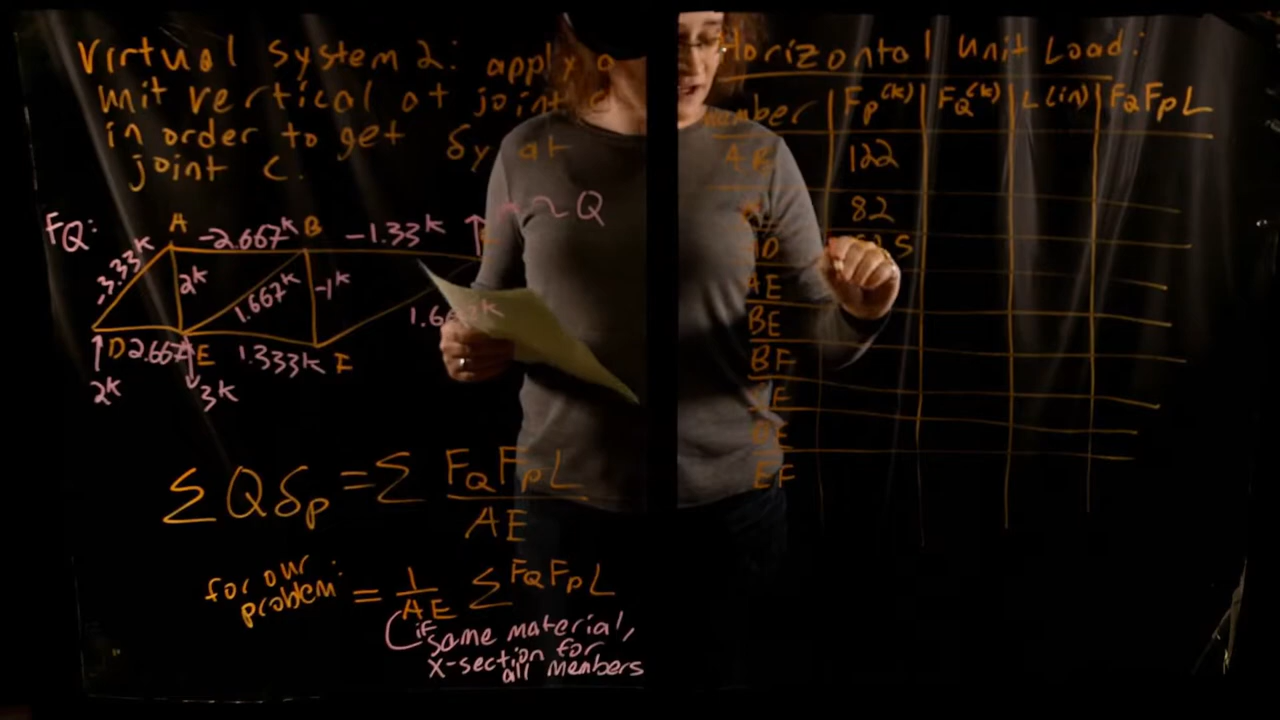 Virtual System 2: apply a
unit vertical at joint C
in order to get δy at
joint C.
FQ:
A
-2.667k
B
-1.33k
~ Q
-3.33k
2k
1.667k
-1k
D
2.667
E
1.333k
F
2k
3k
ΣQδP = Σ FQFPL
AE
for our
problem:
= 1 Σ FQFPL
AE
if
same material,
x-section for
all members
Horizontal Unit Load:
member | FP(k) | FQ(k) | L(in) | FQFPL
AB 122
82
AE
BE
BF
EF